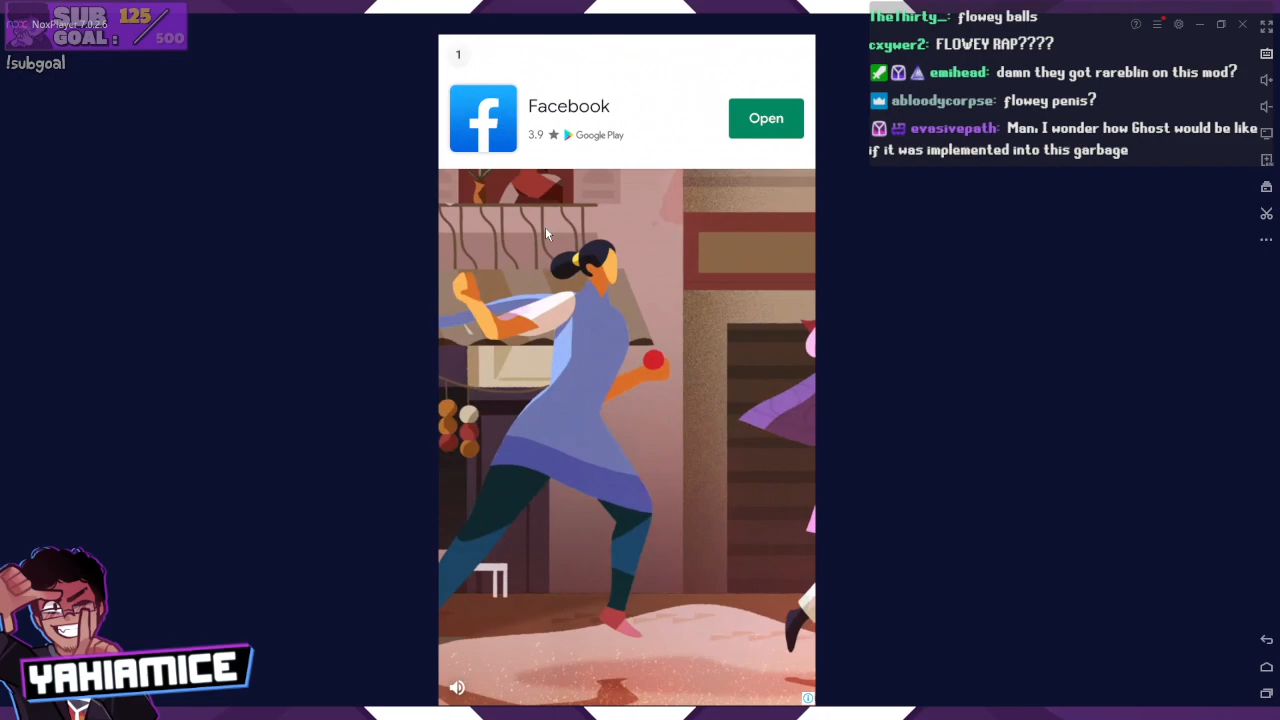 SUB 125
GOAL : 500
NoxPlayer 7.0.2.6
!subgoal
1
Facebook
3.9 ★ Google Play
Open
TheThirty_: flowey balls
cxywer2: FLOWEY RAP????
emihead: damn they got rareblin on this mod?
abloodycorpse: flowey penis?
evasivepath: Man, I wonder how Ghost would be like
if it was implemented into this garbage
YAHIAMICE